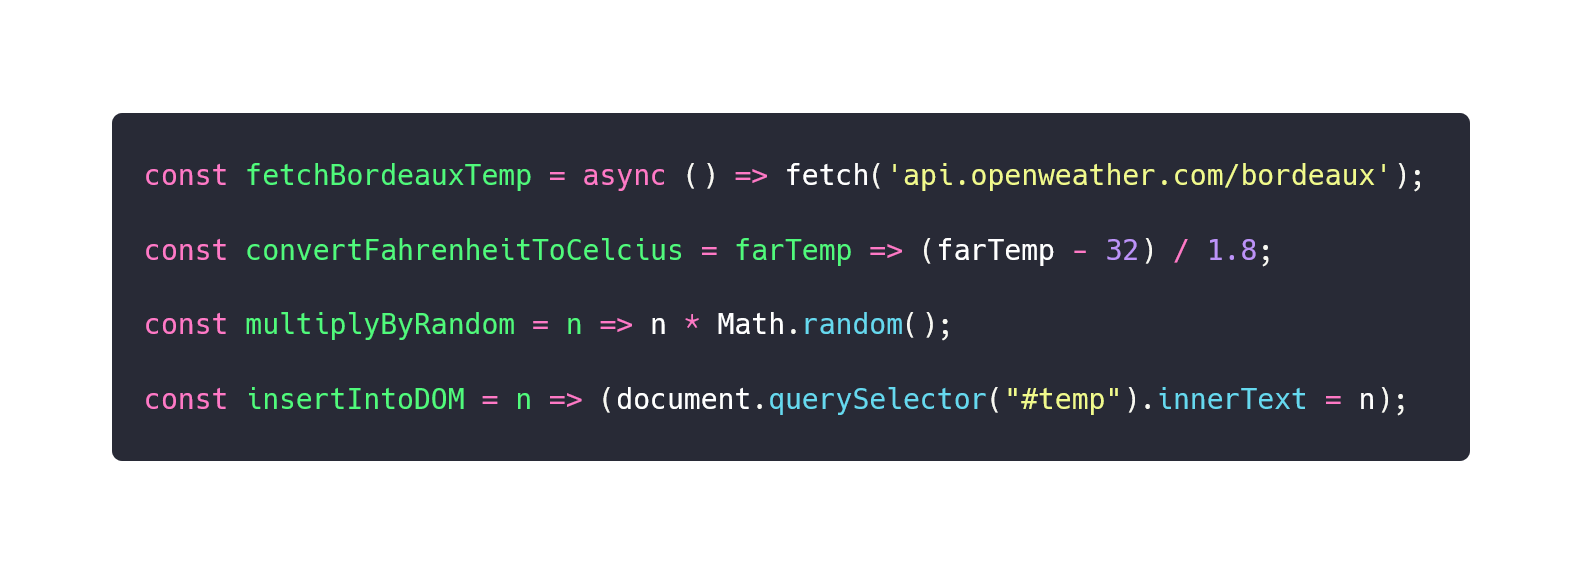 const fetchBordeauxTemp = async () => fetch('api.openweather.com/bordeaux');
const convertFahrenheitToCelcius = farTemp => (farTemp - 32) / 1.8;
const multiplyByRandom = n => n * Math.random();
const insertIntoDOM = n => (document.querySelector("#temp").innerText = n);